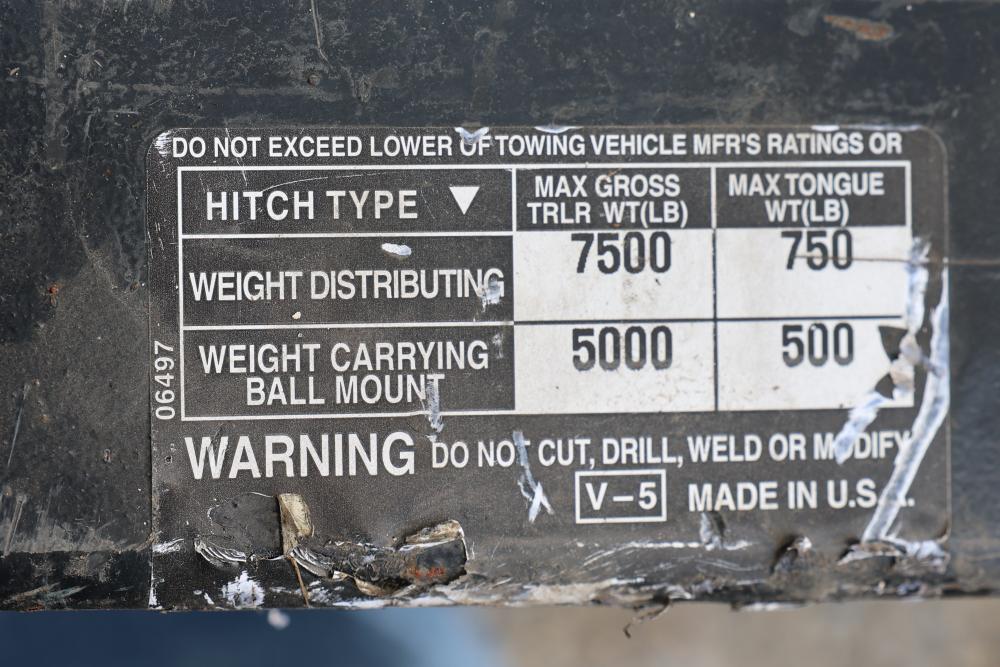 DO NOT EXCEED LOWER OF TOWING VEHICLE MFR'S RATINGS OR
HITCH TYPE ▼ MAX GROSS TRLR WT(LB) MAX TONGUE WT(LB)
WEIGHT DISTRIBUTING 7500 750
WEIGHT CARRYING BALL MOUNT 5000 500
06497
WARNING DO NOT CUT, DRILL, WELD OR MODIFY
V-5 MADE IN U.S.A.